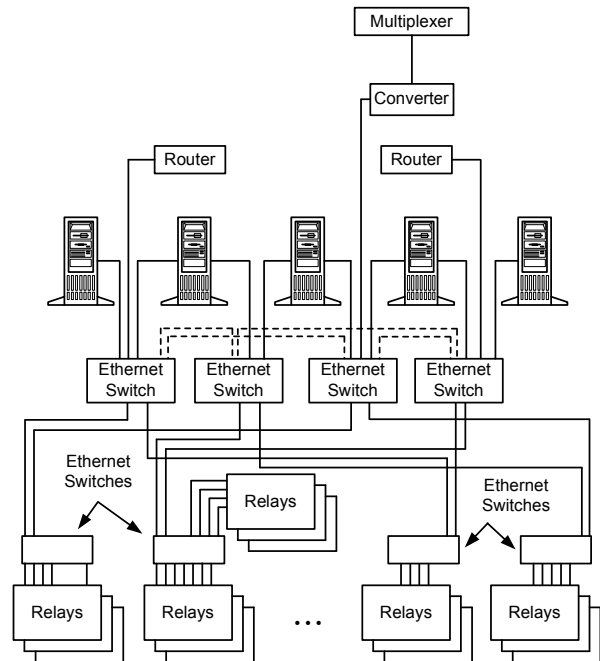 Multiplexer
Converter
Router
Router
Ethernet
Switch
Ethernet
Switch
Ethernet
Switch
Ethernet
Switch
Ethernet
Switches
Relays
Ethernet
Switches
Relays
Relays
...
Relays
Relays